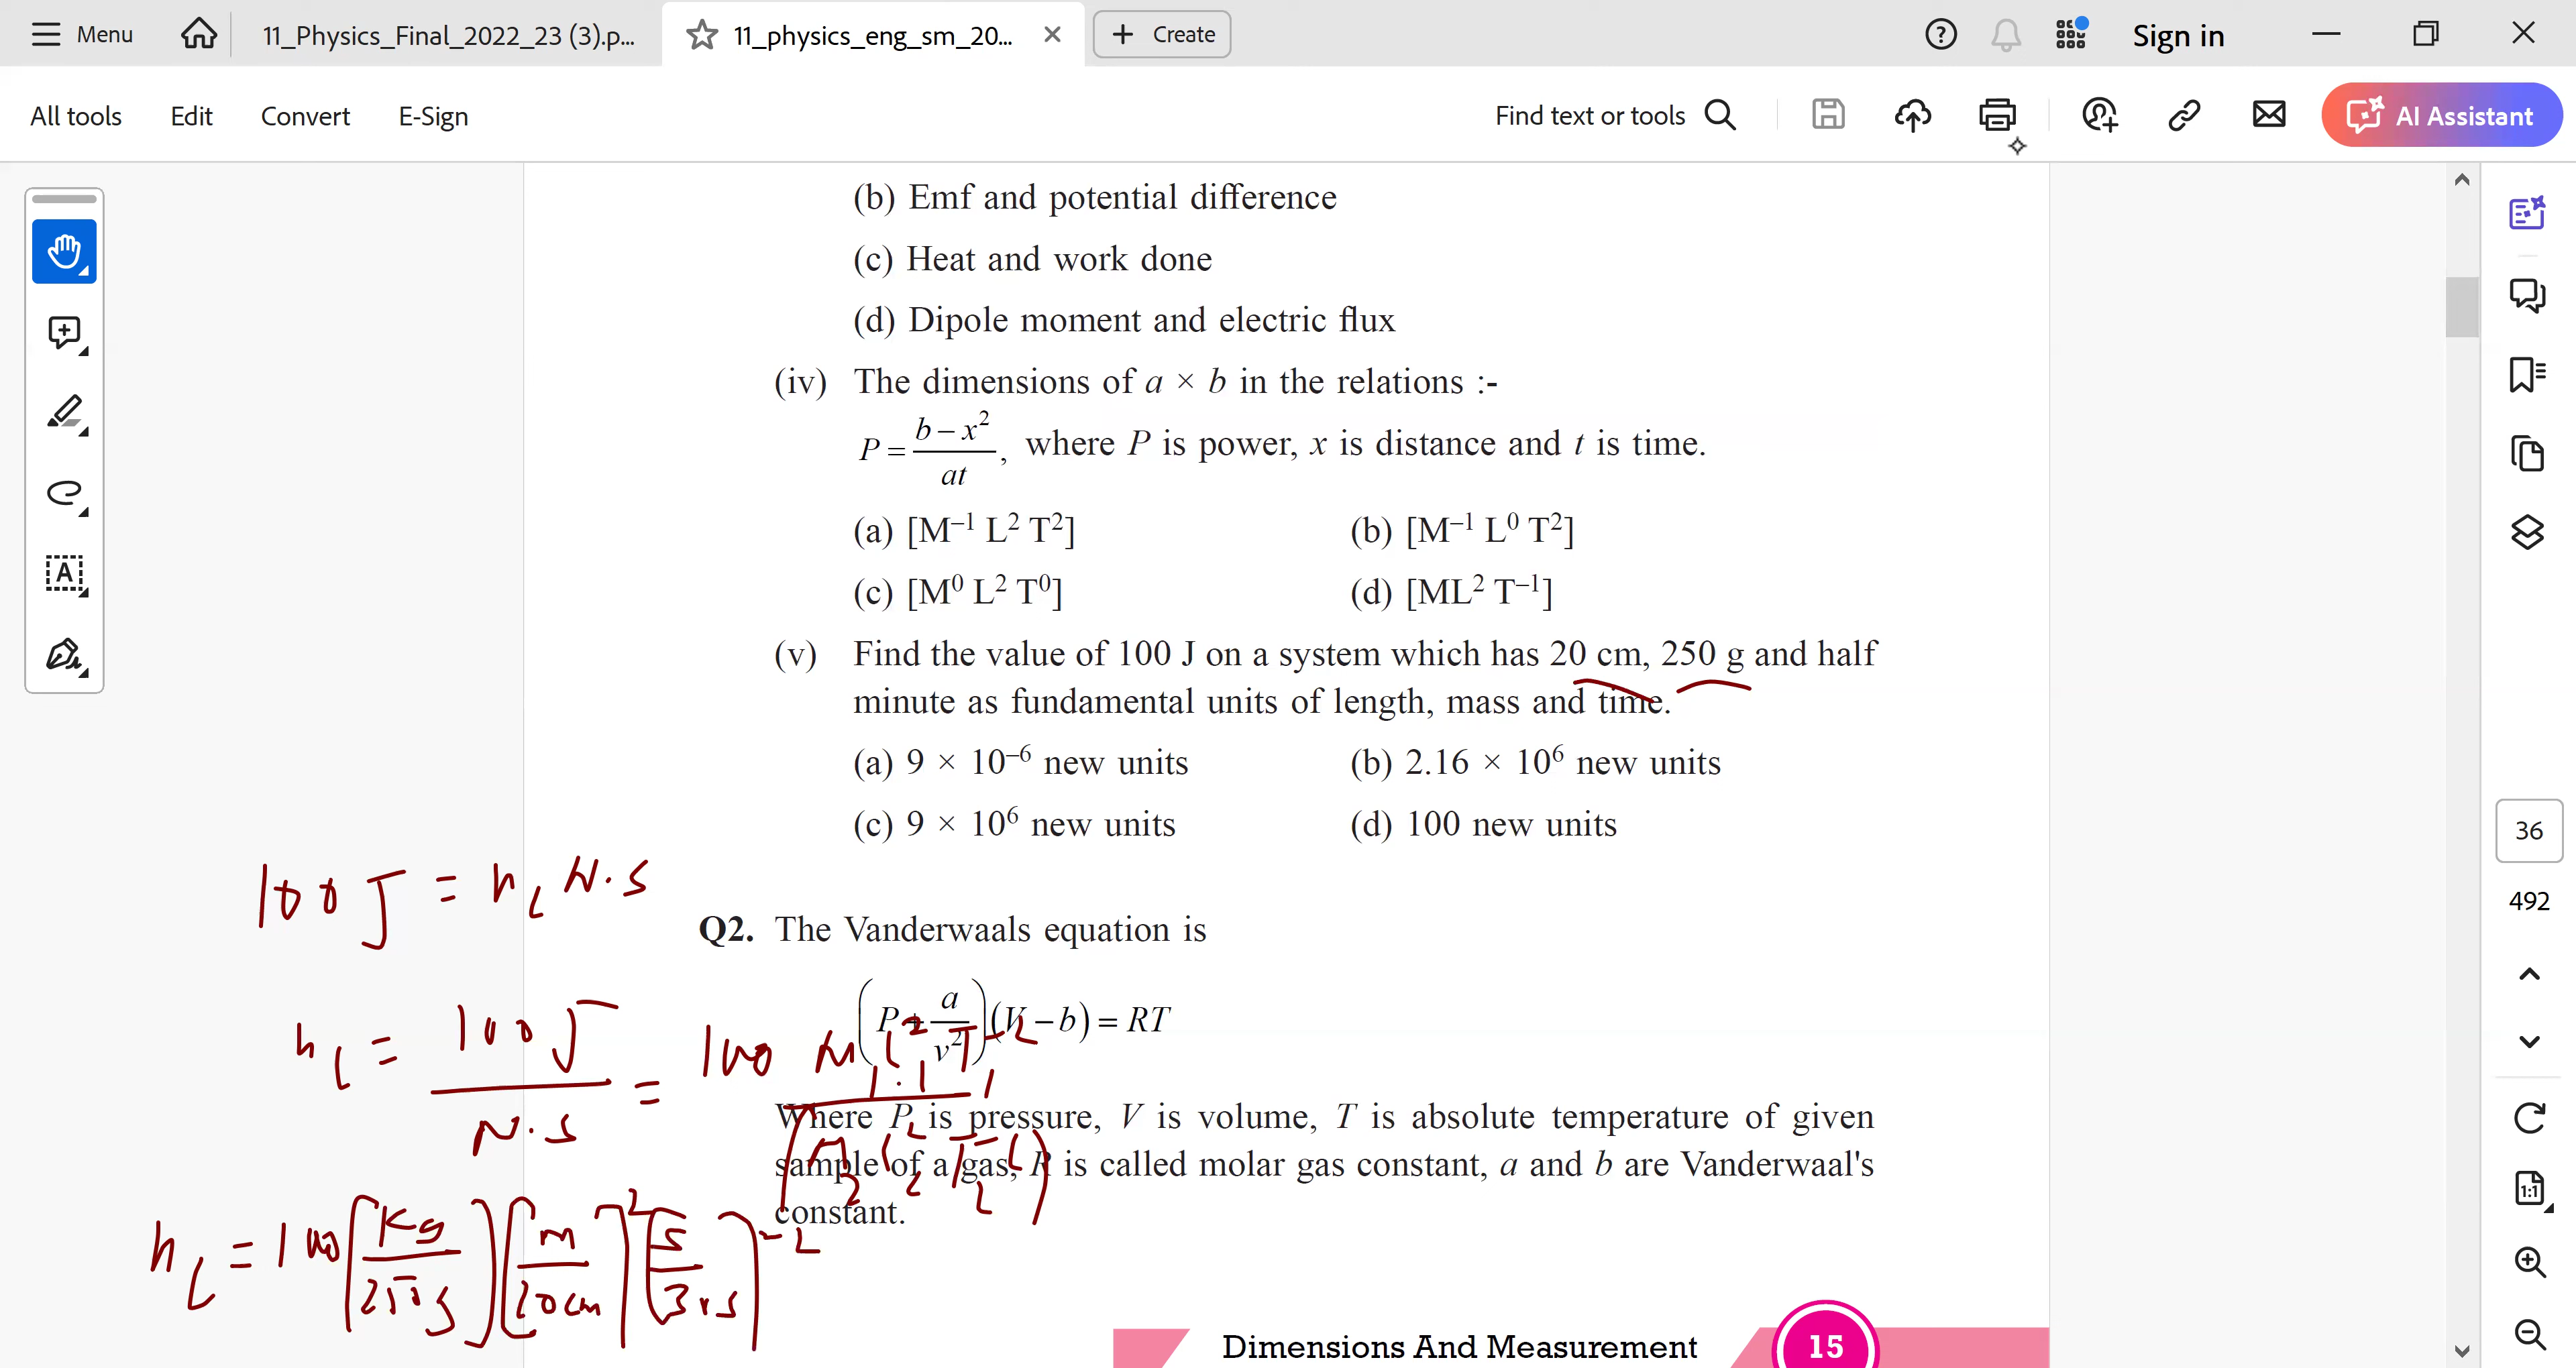 Menu 11_Physics_Final_2022_23 (3).p... 11_physics_eng_sm_20... Create Sign in
All tools Edit Convert E-Sign Find text or tools AI Assistant
(b) Emf and potential difference
(c) Heat and work done
(d) Dipole moment and electric flux
(iv) The dimensions of a × b in the relations :-
P = (b – x²)/at, where P is power, x is distance and t is time.
(a) [M⁻¹ L² T²] (b) [M⁻¹ L⁰ T²]
(c) [M⁰ L² T⁰] (d) [ML² T⁻¹]
(v) Find the value of 100 J on a system which has 20 cm, 250 g and half
minute as fundamental units of length, mass and time.
(a) 9 × 10⁻⁶ new units (b) 2.16 × 10⁶ new units
(c) 9 × 10⁶ new units (d) 100 new units
36
492
100 J = n₂ N.S
Q2. The Vanderwaals equation is
(P + a/v²)(V – b) = RT
n₂ = 100 J / N.S = 100 M₁ L₁² T₁⁻²
Where P is pressure, V is volume, T is absolute temperature of given
sample of a gas, R is called molar gas constant, a and b are Vanderwaal's
constant.
n₂ = 100 [Kg/250g] [m/20cm]² [s/30s]⁻²
Dimensions And Measurement 15